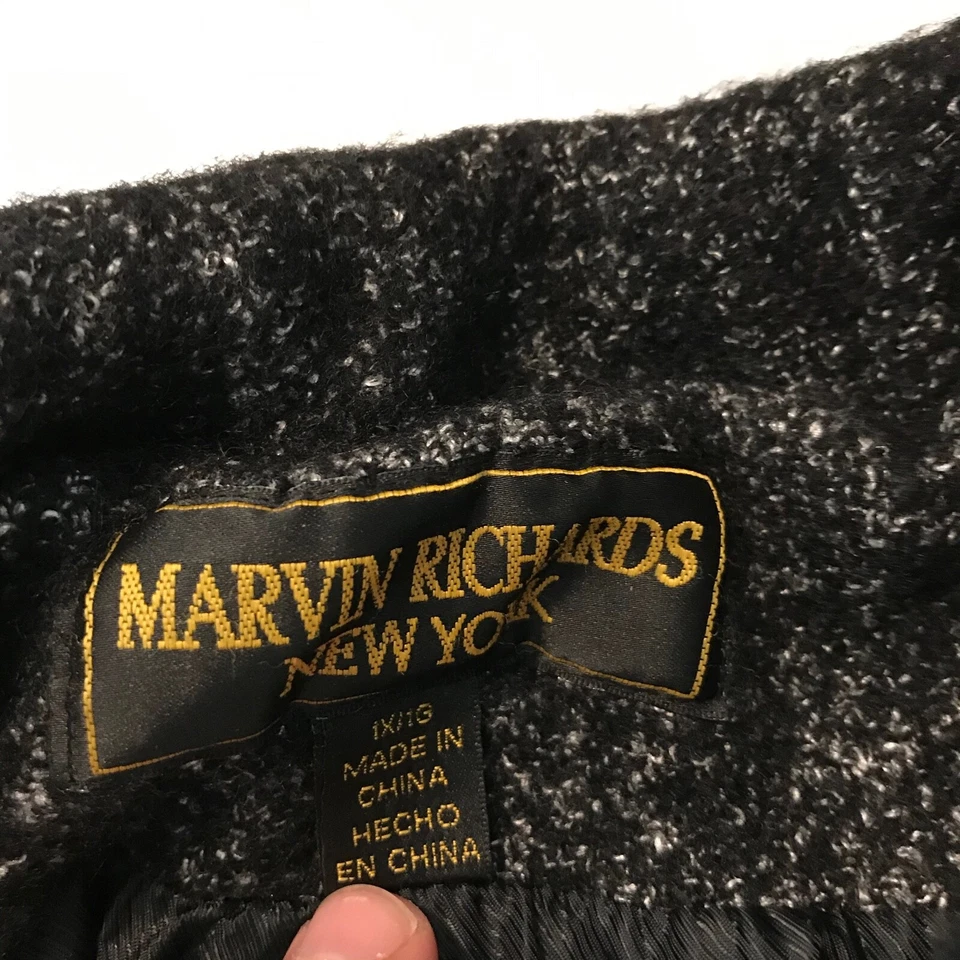 MARVIN RICHARDS
NEW YORK
1X/1G
MADE IN
CHINA
HECHO
EN CHINA